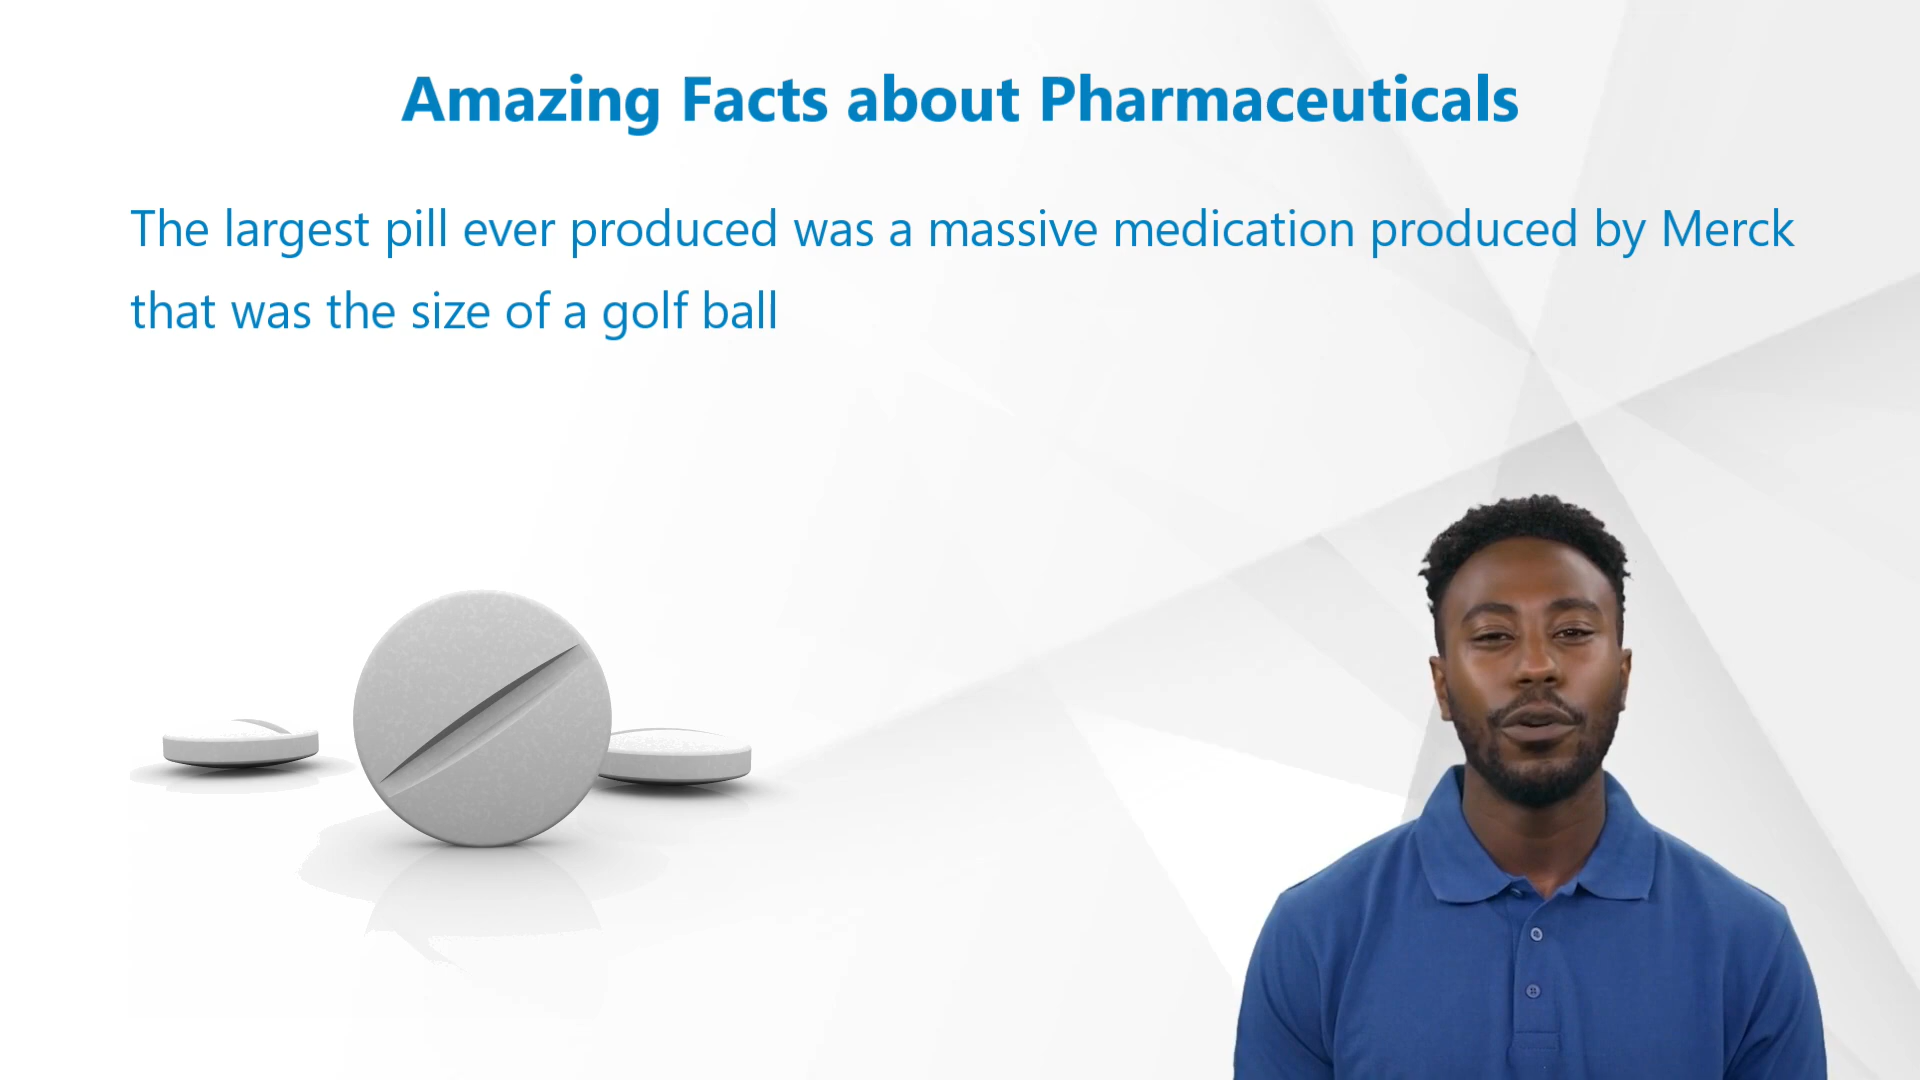 Amazing Facts about Pharmaceuticals
The largest pill ever produced was a massive medication produced by Merck
that was the size of a golf ball